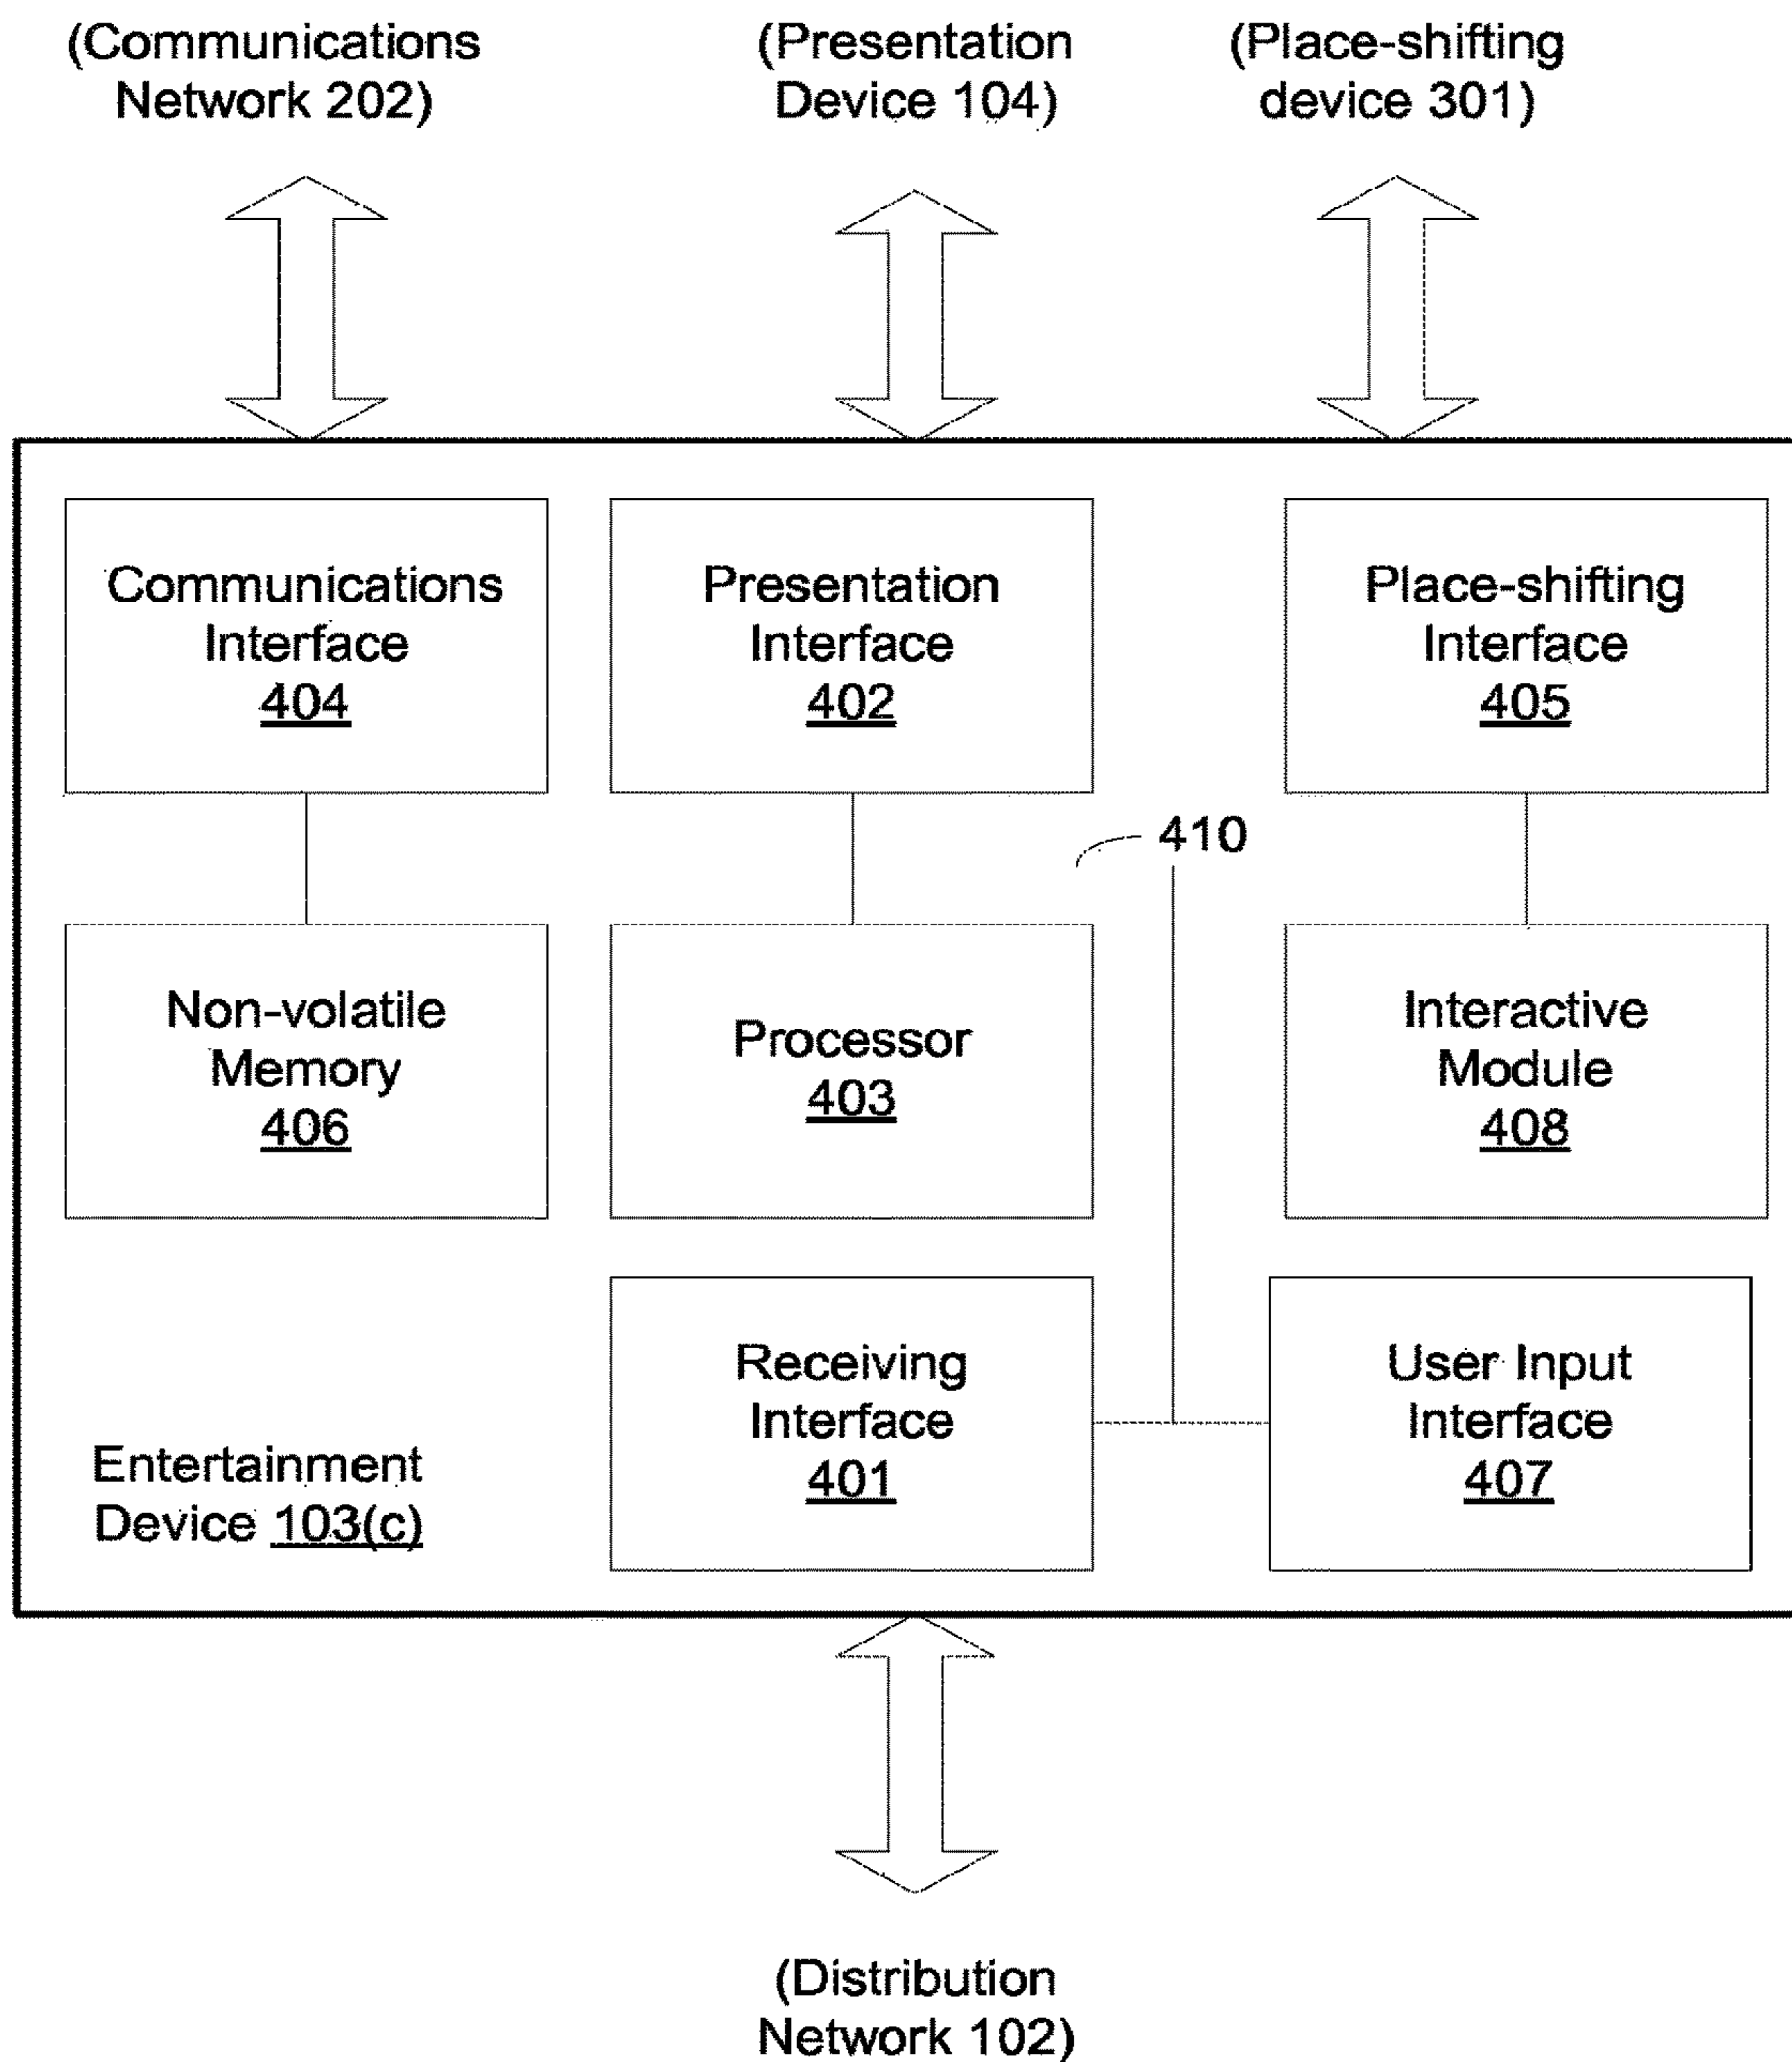 (Communications
Network 202)
(Presentation
Device 104)
(Place-shifting
device 301)
Communications
Interface
404
Presentation
Interface
402
Place-shifting
Interface
405
410
Non-volatile
Memory
406
Processor
403
Interactive
Module
408
Receiving
Interface
401
User Input
Interface
407
Entertainment
Device 103(c)
(Distribution
Network 102)